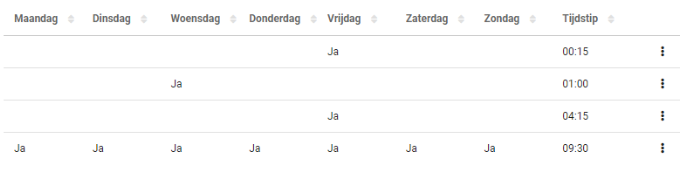 Maandag Dinsdag Woensdag Donderdag Vrijdag Zaterdag Zondag Tijdstip
Ja 00:15
Ja 01:00
Ja 04:15
Ja Ja Ja Ja Ja Ja Ja 09:30